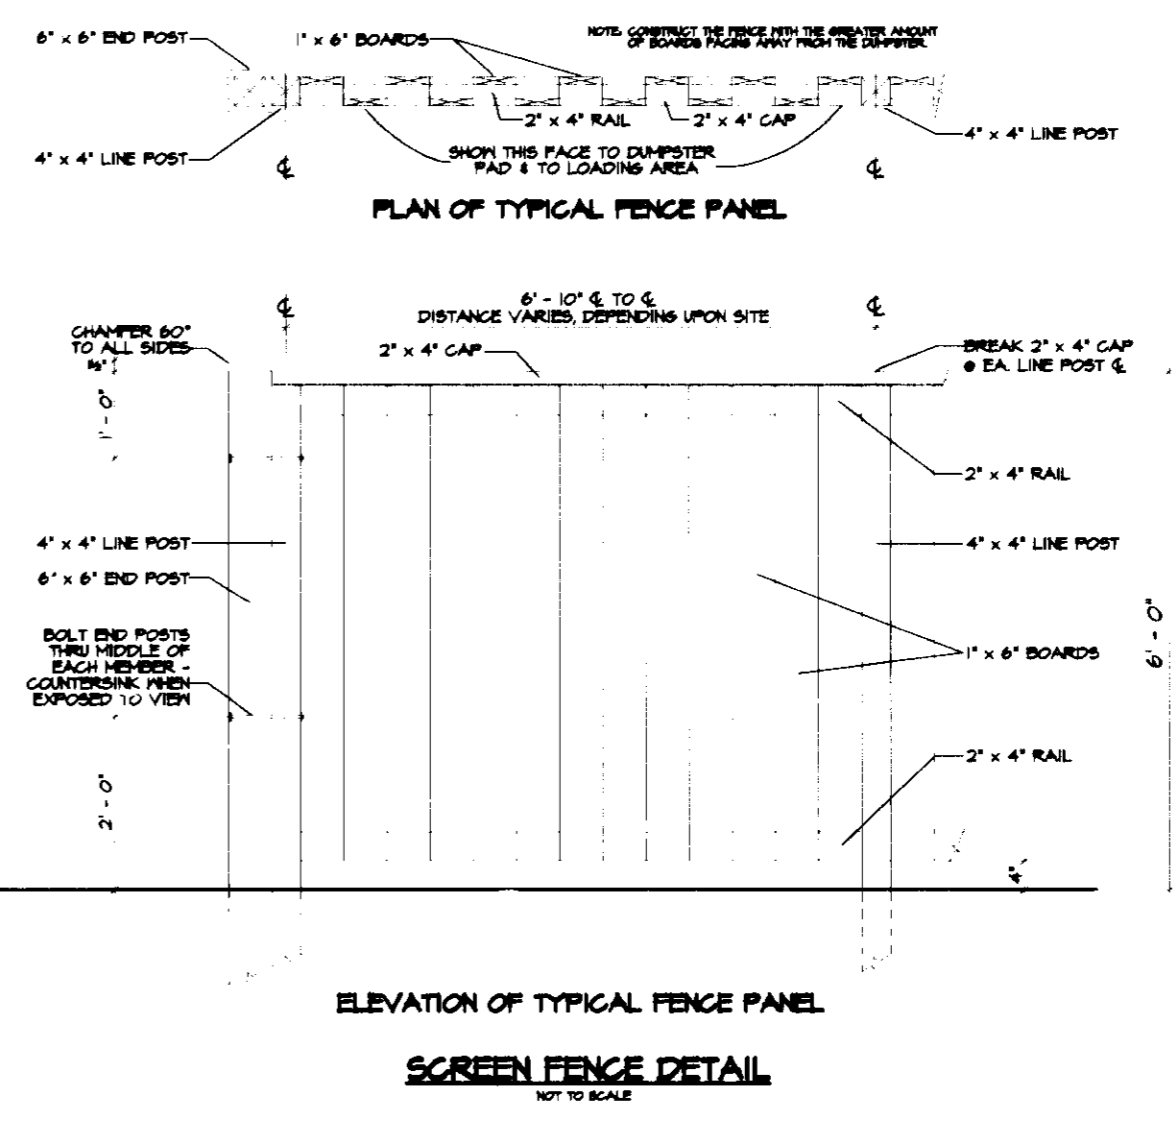 6" x 6" END POST
1" x 6" BOARDS
NOTE: CONSTRUCT THE FENCE WITH THE GREATER AMOUNT
OF BOARDS FACING AWAY FROM THE DUMPSTER.
2" x 4" RAIL
2" x 4" CAP
4" x 4" LINE POST
4" x 4" LINE POST
SHOW THIS FACE TO DUMPSTER
PAD & TO LOADING AREA
℄
℄
PLAN OF TYPICAL FENCE PANEL
℄
6' - 10" ℄ TO ℄
DISTANCE VARIES, DEPENDING UPON SITE
℄
CHAMFER 60°
TO ALL SIDES
½"
2" x 4" CAP
BREAK 2" x 4" CAP
@ EA. LINE POST ℄
1' - 0"
2" x 4" RAIL
4" x 4" LINE POST
4" x 4" LINE POST
6" x 6" END POST
BOLT END POSTS
THRU MIDDLE OF
EACH MEMBER -
COUNTERSINK WHEN
EXPOSED TO VIEW
1" x 6" BOARDS
6' - 0"
2" x 4" RAIL
2' - 0"
4"
ELEVATION OF TYPICAL FENCE PANEL
SCREEN FENCE DETAIL
NOT TO SCALE